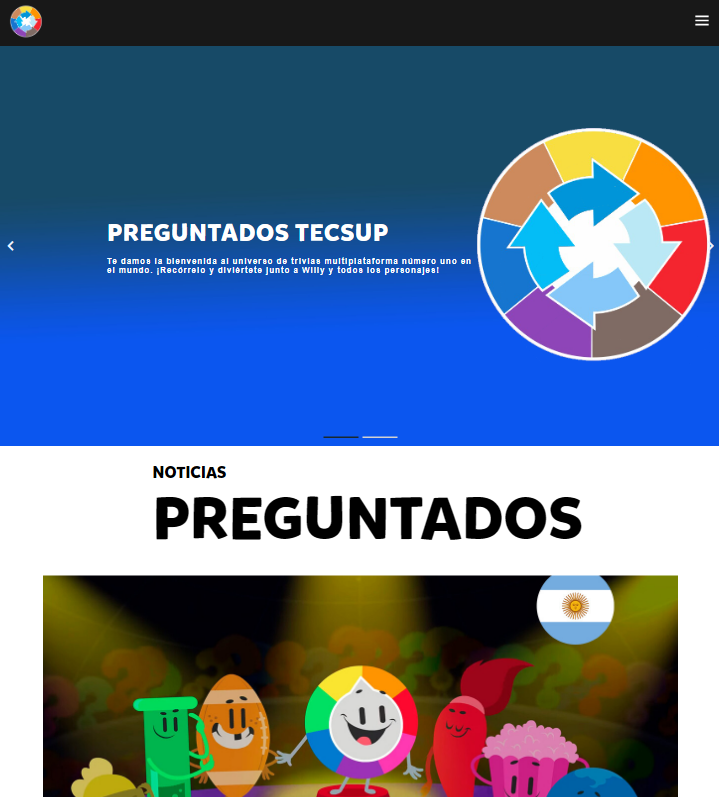 PREGUNTADOS TECSUP
Te damos la bienvenida al universo de trivias multiplataforma número uno en
el mundo. ¡Recórrelo y diviértete junto a Willy y todos los personajes!
NOTICIAS
PREGUNTADOS